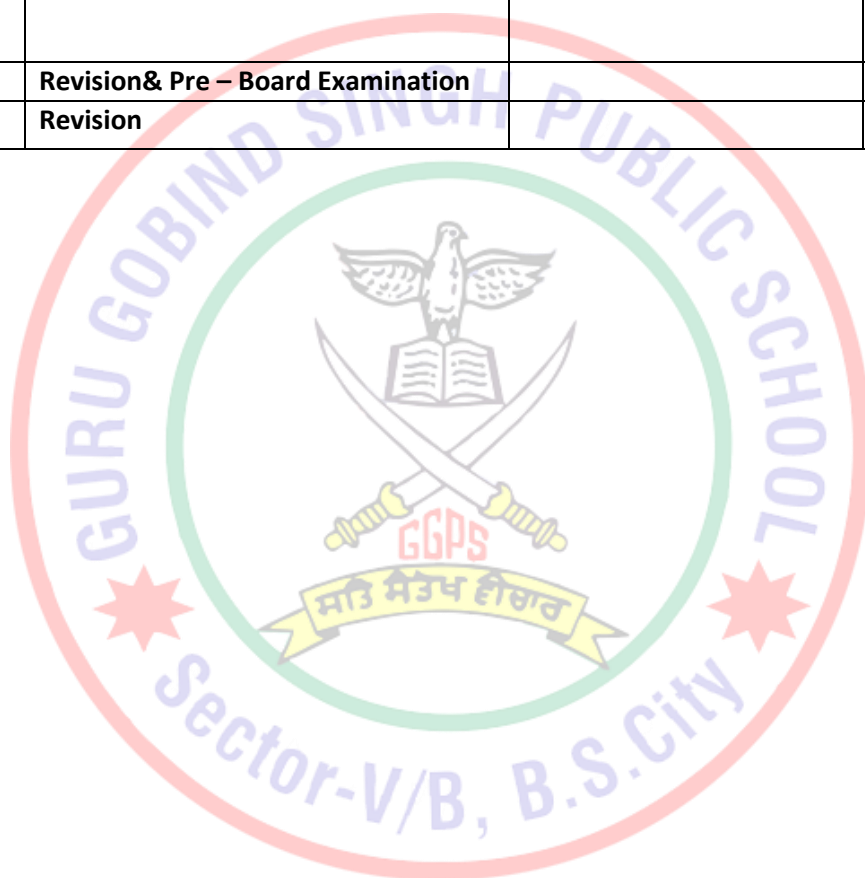 Revision& Pre – Board Examination
Revision
GURU GOBIND SINGH PUBLIC SCHOOL
GGPS
ਸਤਿ ਸੰਤੋਖ ਵੀਚਾਰ
Sector-V/B, B.S.City